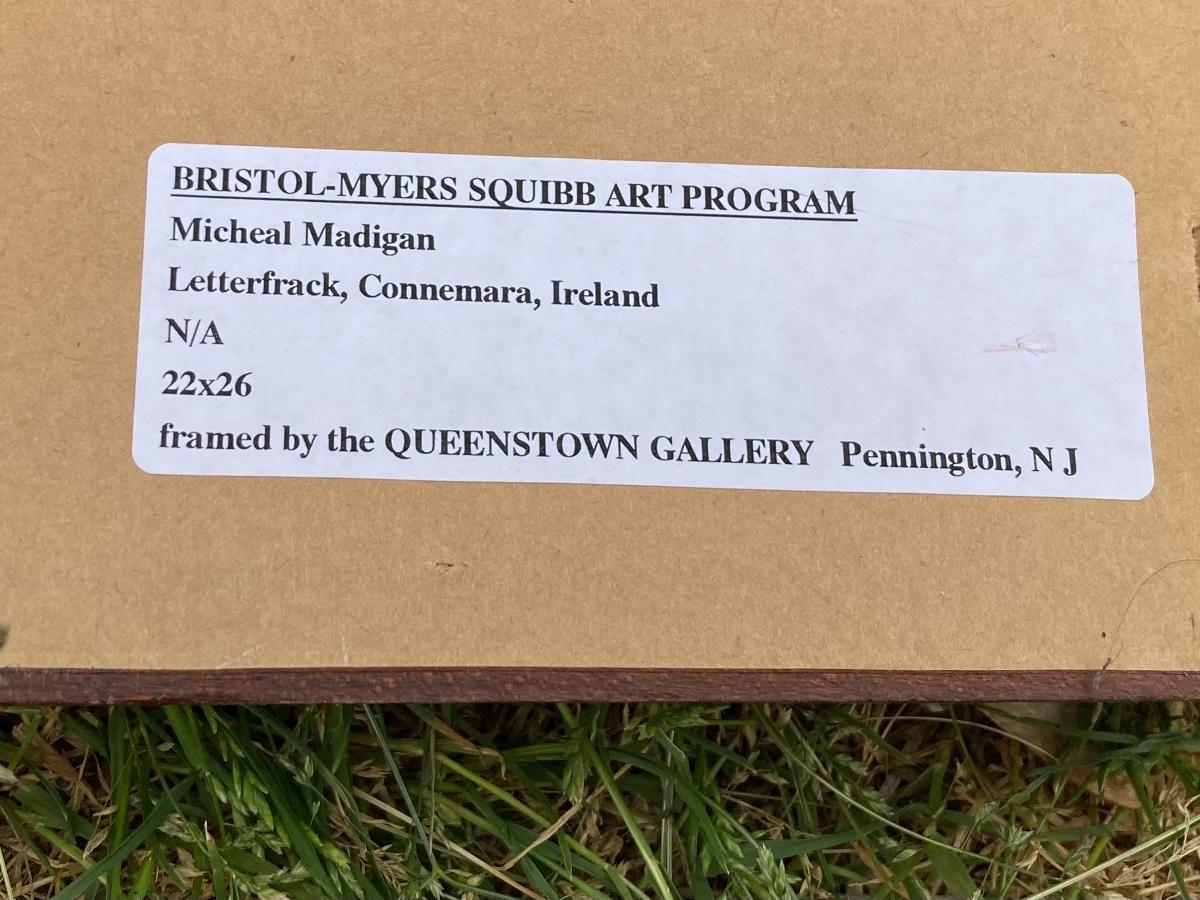 BRISTOL-MYERS SQUIBB ART PROGRAM
Micheal Madigan
Letterfrack, Connemara, Ireland
N/A
22x26
framed by the QUEENSTOWN GALLERY Pennington, N J